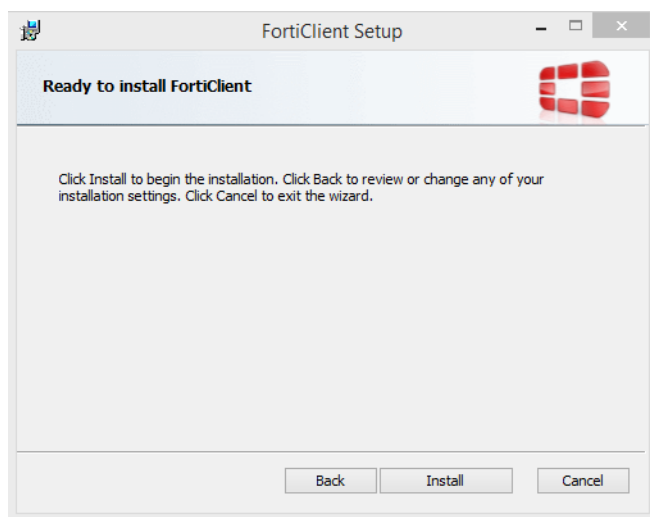 FortiClient Setup
Ready to install FortiClient
Click Install to begin the installation. Click Back to review or change any of your
installation settings. Click Cancel to exit the wizard.
Back Install Cancel